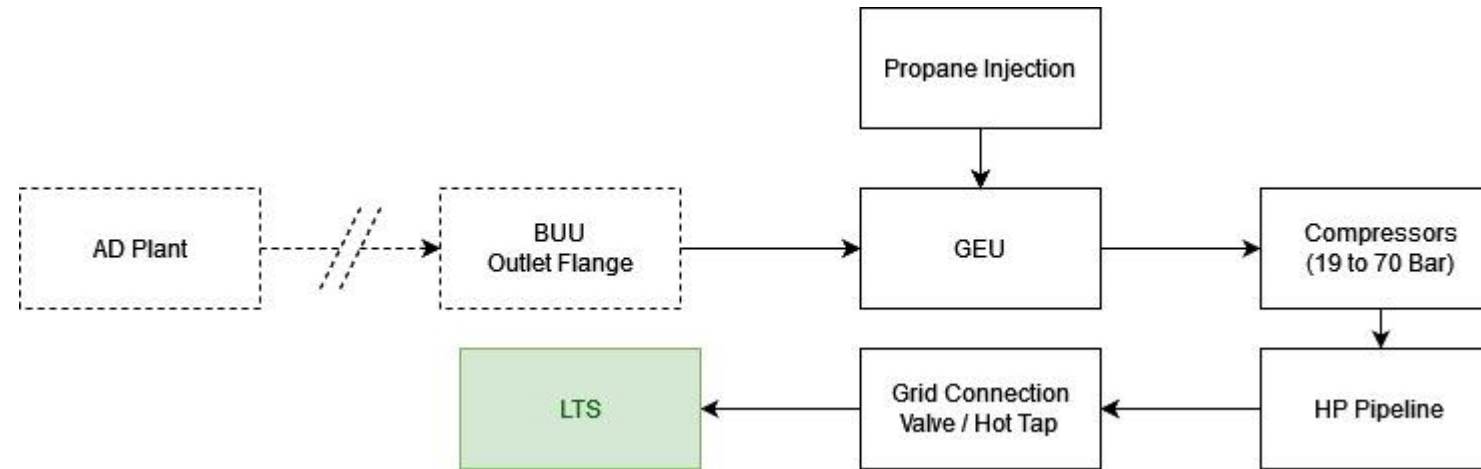 Propane Injection
AD Plant
BUU
Outlet Flange
GEU
Compressors
(19 to 70 Bar)
LTS
Grid Connection
Valve / Hot Tap
HP Pipeline